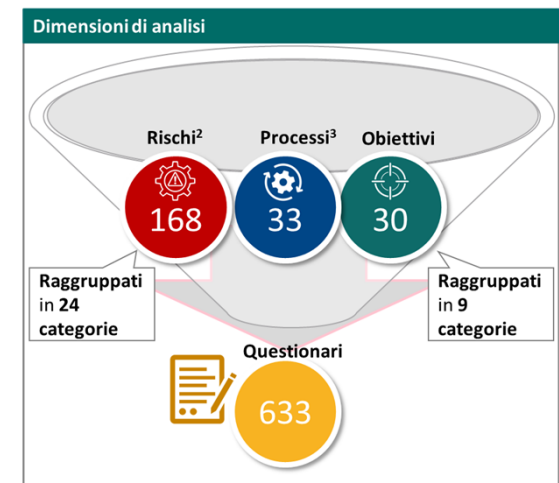 Dimensioni di analisi
Rischi²
Processi³
Obiettivi
168
33
30
Raggruppati
in 24
categorie
Raggruppati
in 9
categorie
Questionari
633